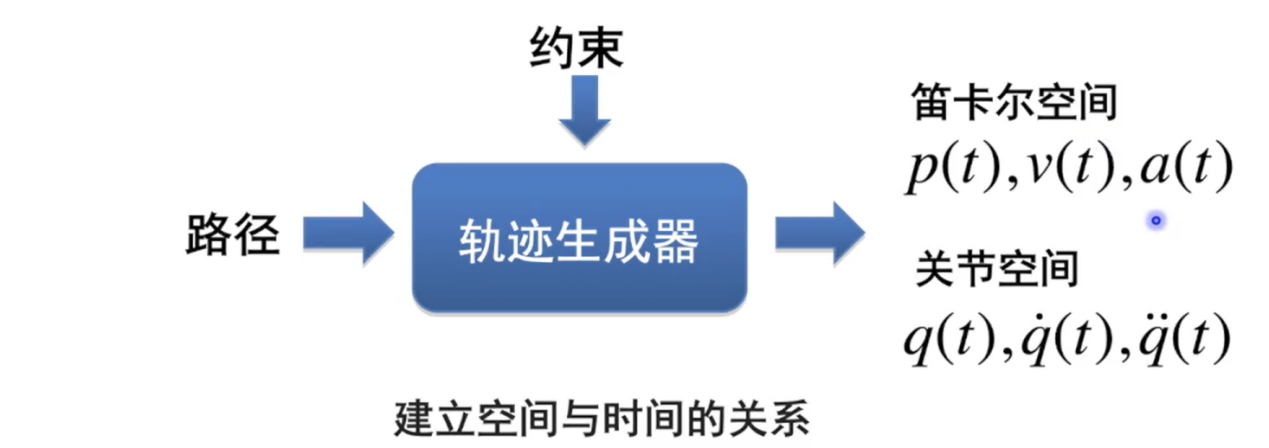 约束
路径
轨迹生成器
笛卡尔空间
p(t),v(t),a(t)
关节空间
q(t),q̇(t),q̈(t)
建立空间与时间的关系